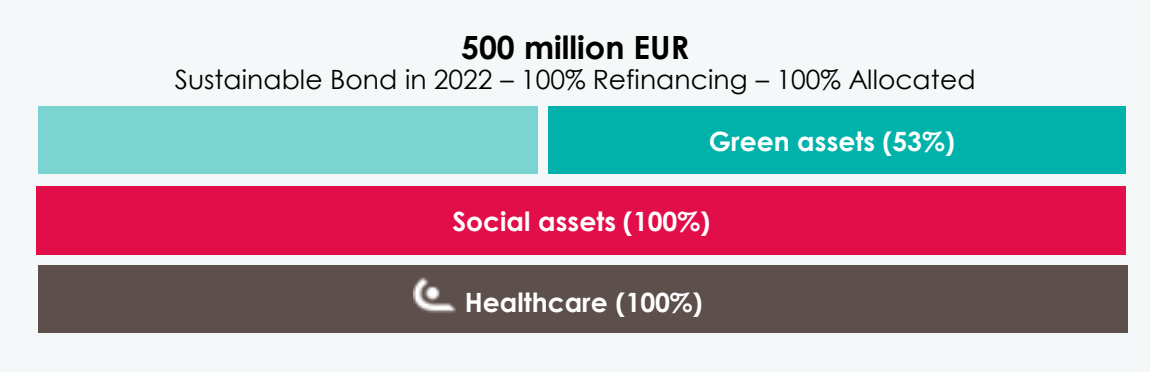 500 million EUR
Sustainable Bond in 2022 – 100% Refinancing – 100% Allocated
Green assets (53%)
Social assets (100%)
Healthcare (100%)